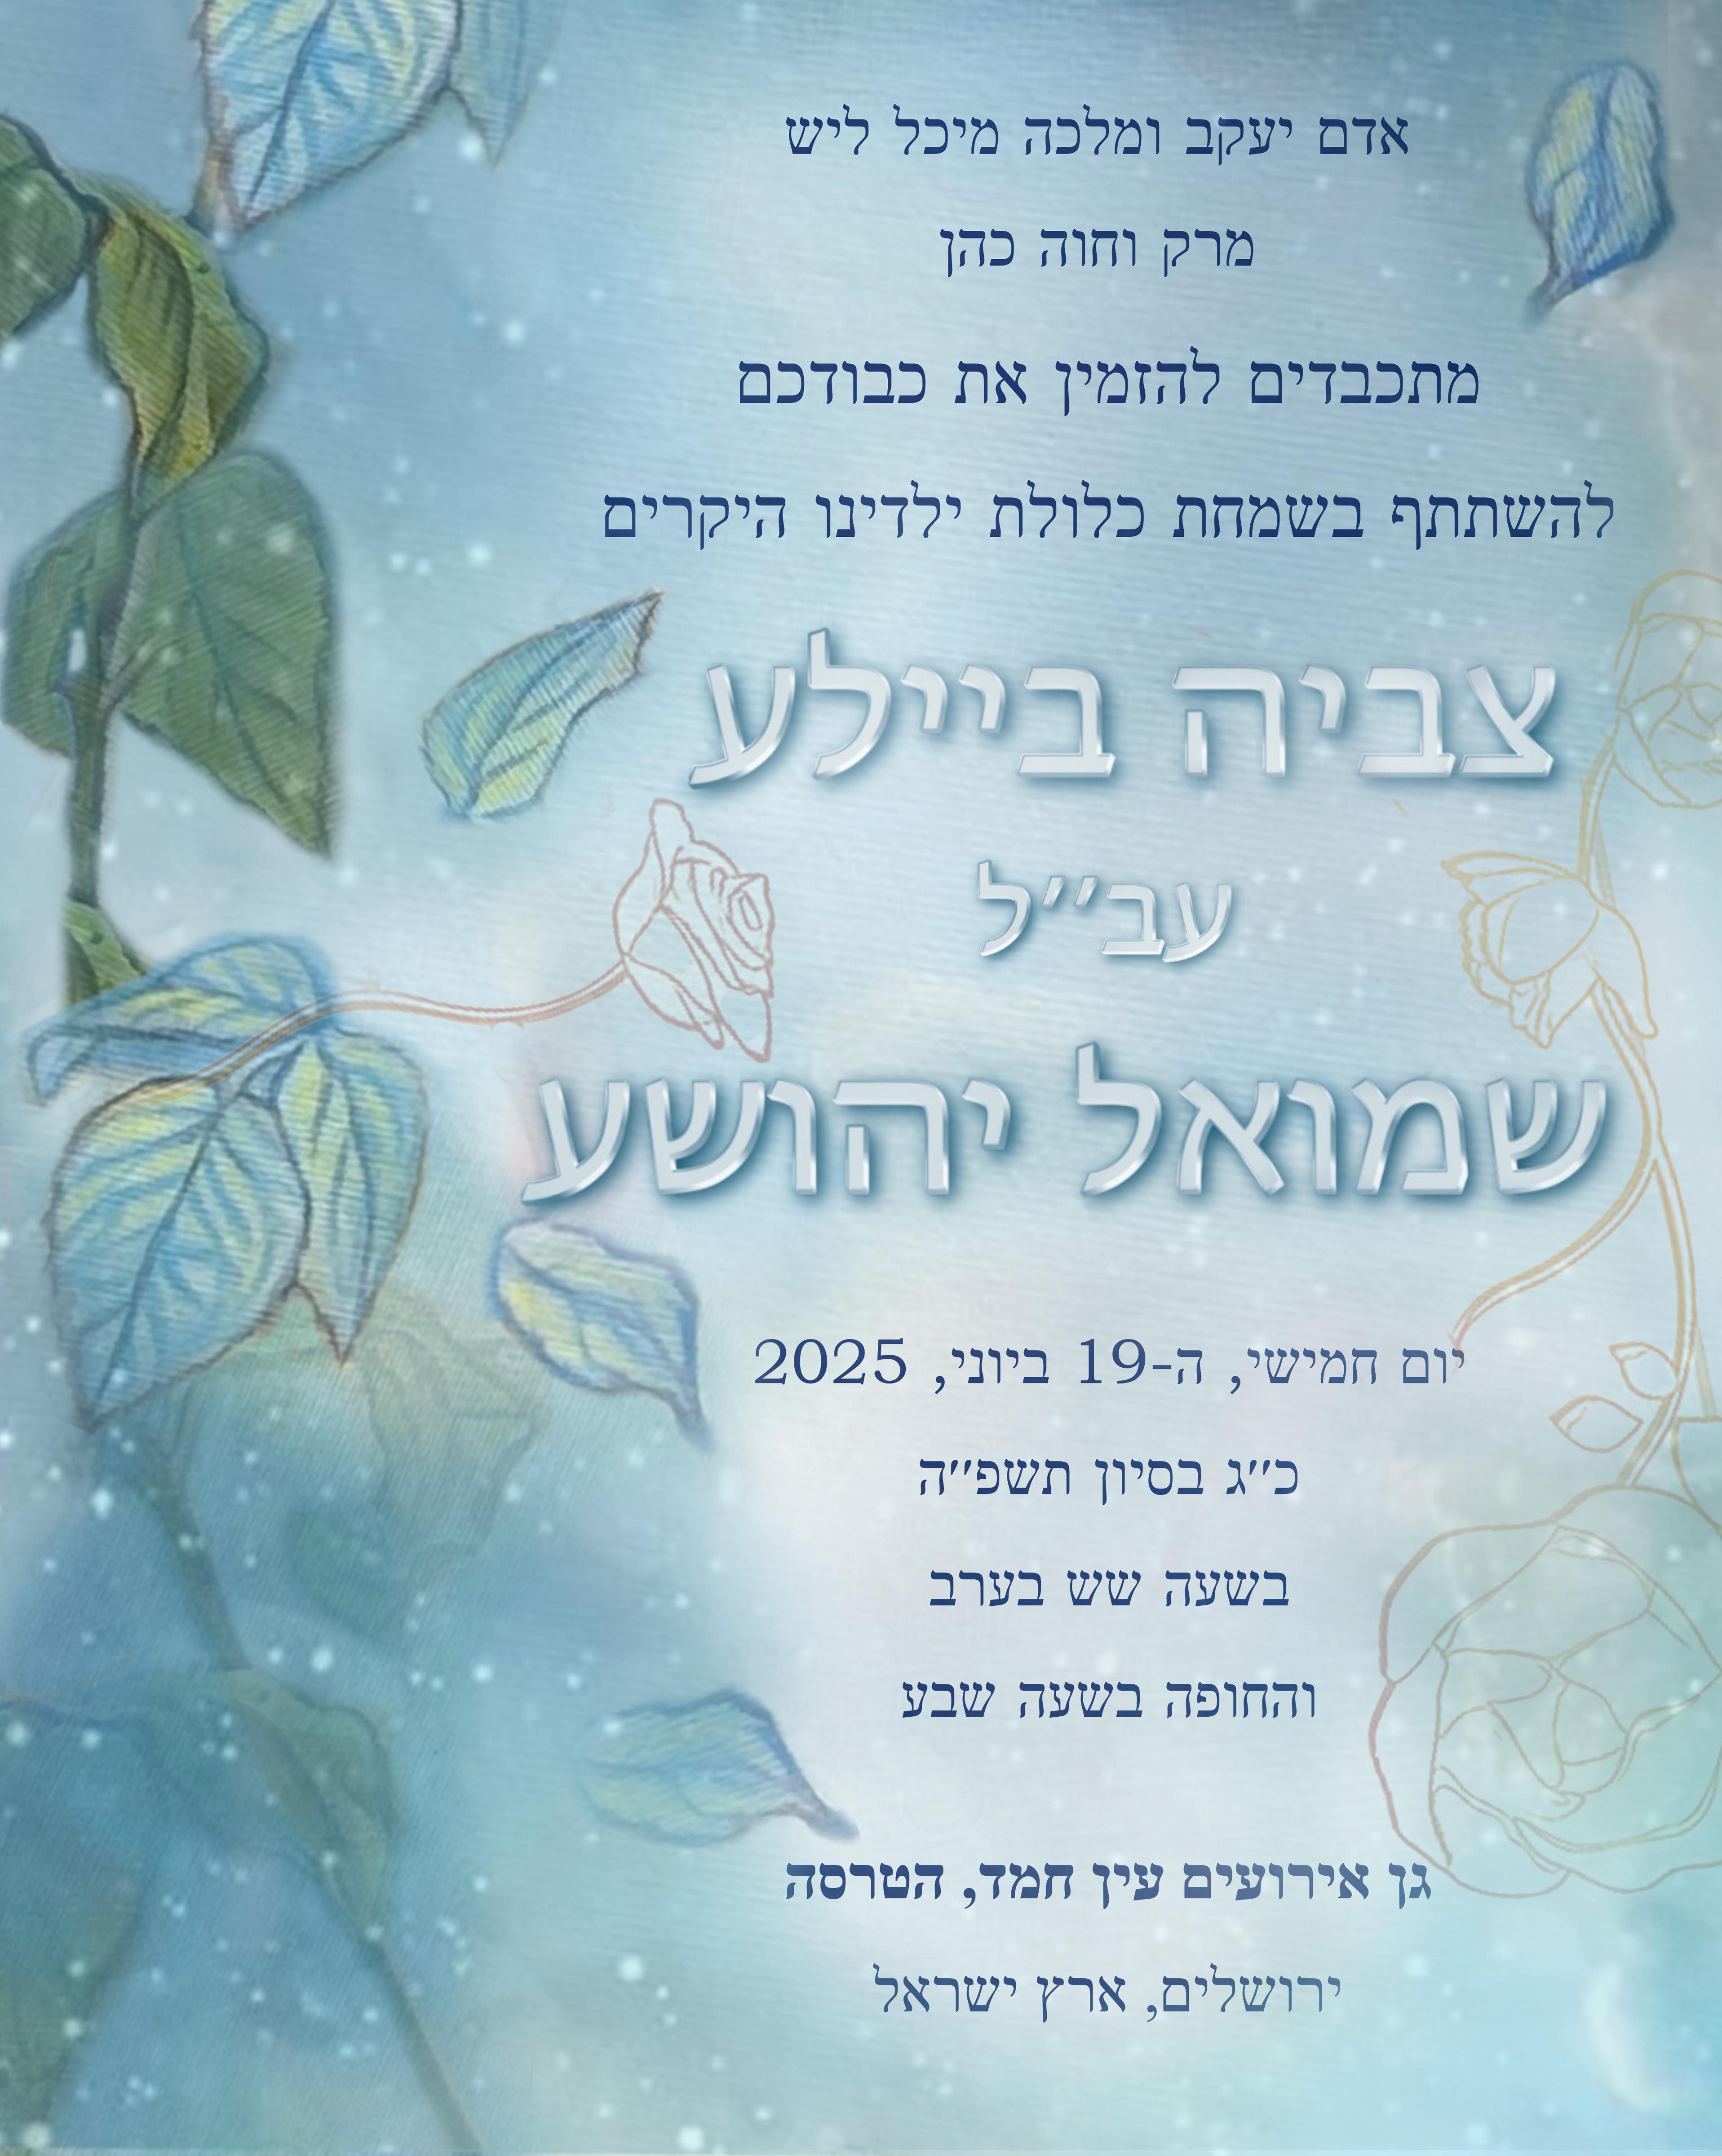 אדם יעקב ומלכה מיכל ליש
מרק וחוה כהן
מתכבדים להזמין את כבודכם
להשתתף בשמחת כלולת ילדינו היקרים
צביה ביילע
עב״ל
שמואל יהושע
יום חמישי, ה-19 ביוני, 2025
כ״ג בסיון תשפ״ה
בשעה שש בערב
והחופה בשעה שבע
גן אירועים עין חמד, הטרסה
ירושלים, ארץ ישראל